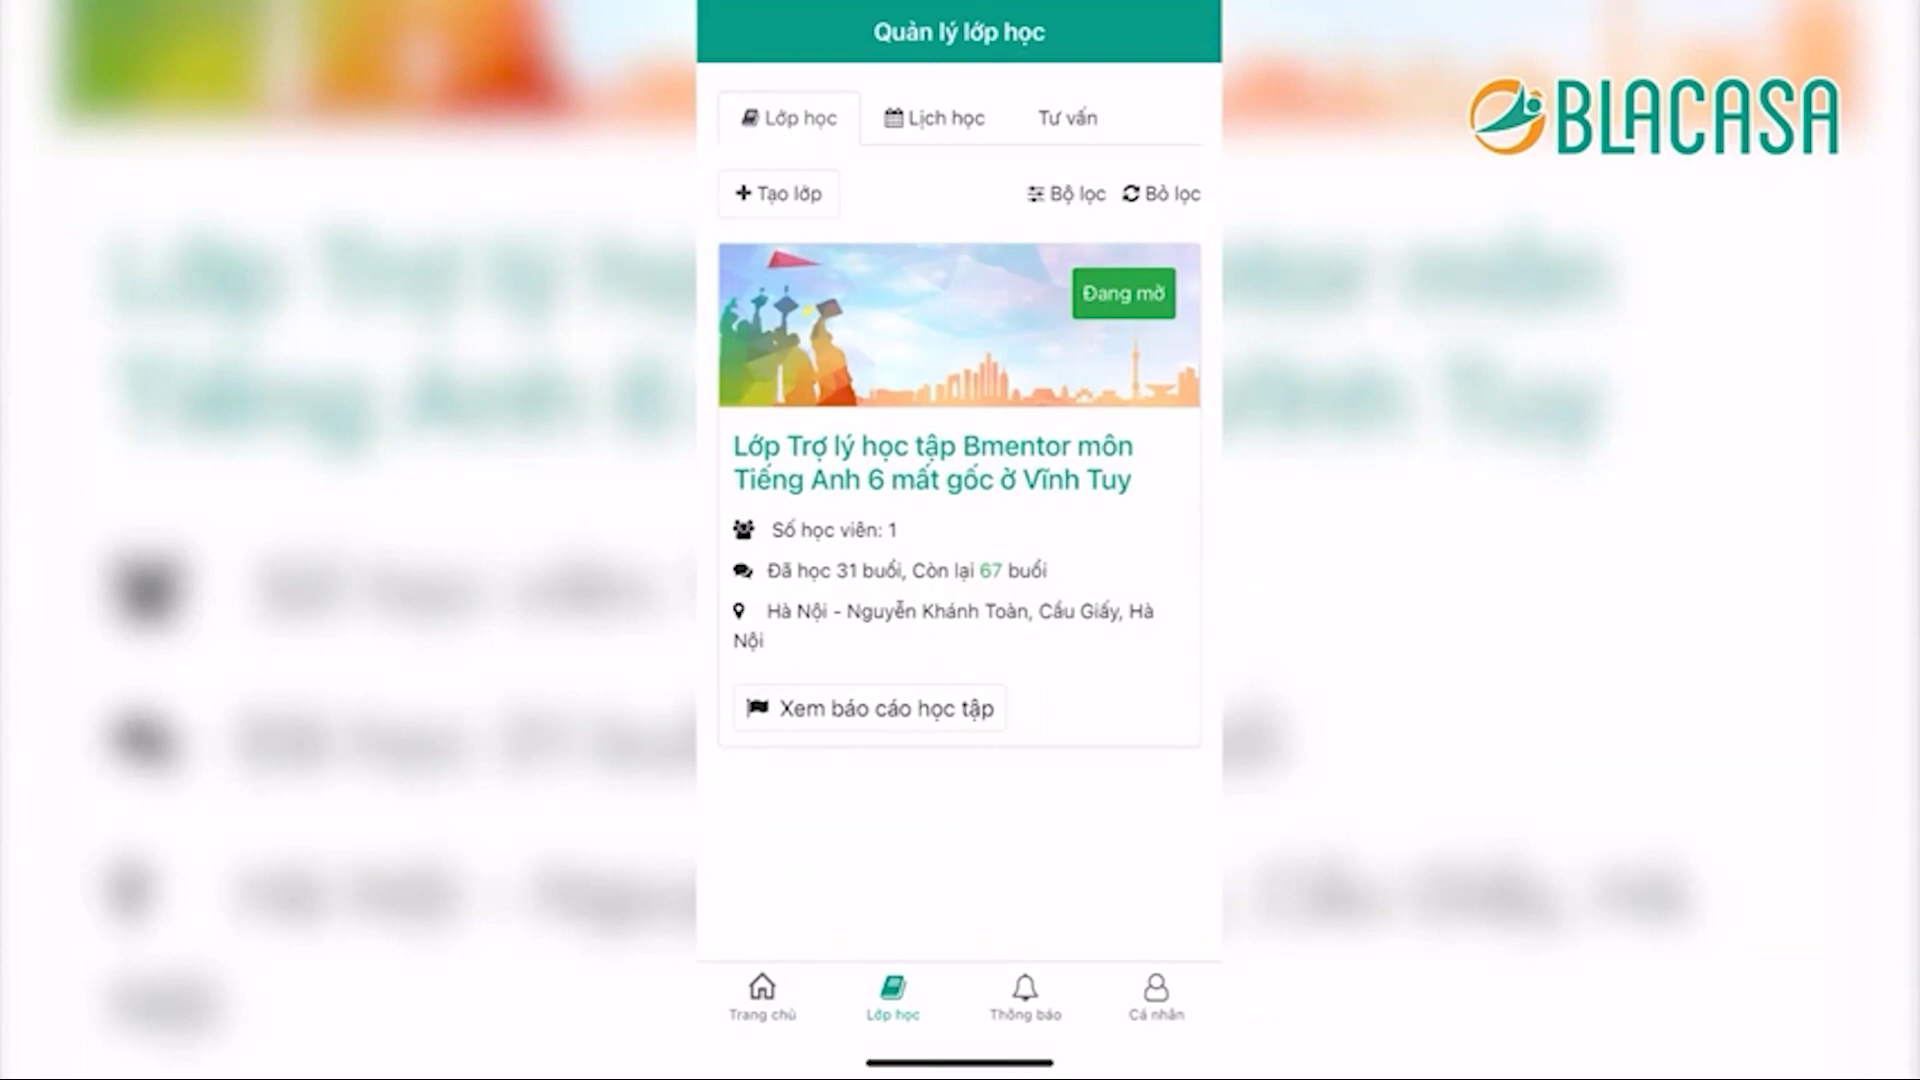 Quản lý lớp học
BLACASA
Lớp học
Lịch học
Tư vấn
Tạo lớp
Bộ lọc
Bỏ lọc
Đang mở
Lớp Trợ lý học tập Bmentor môn
Tiếng Anh 6 mất gốc ở Vĩnh Tuy
Số học viên: 1
Đã học 31 buổi, Còn lại 67 buổi
Hà Nội - Nguyễn Khánh Toàn, Cầu Giấy, Hà
Nội
Xem báo cáo học tập
Trang chủ
Lớp học
Thông báo
Cá nhân